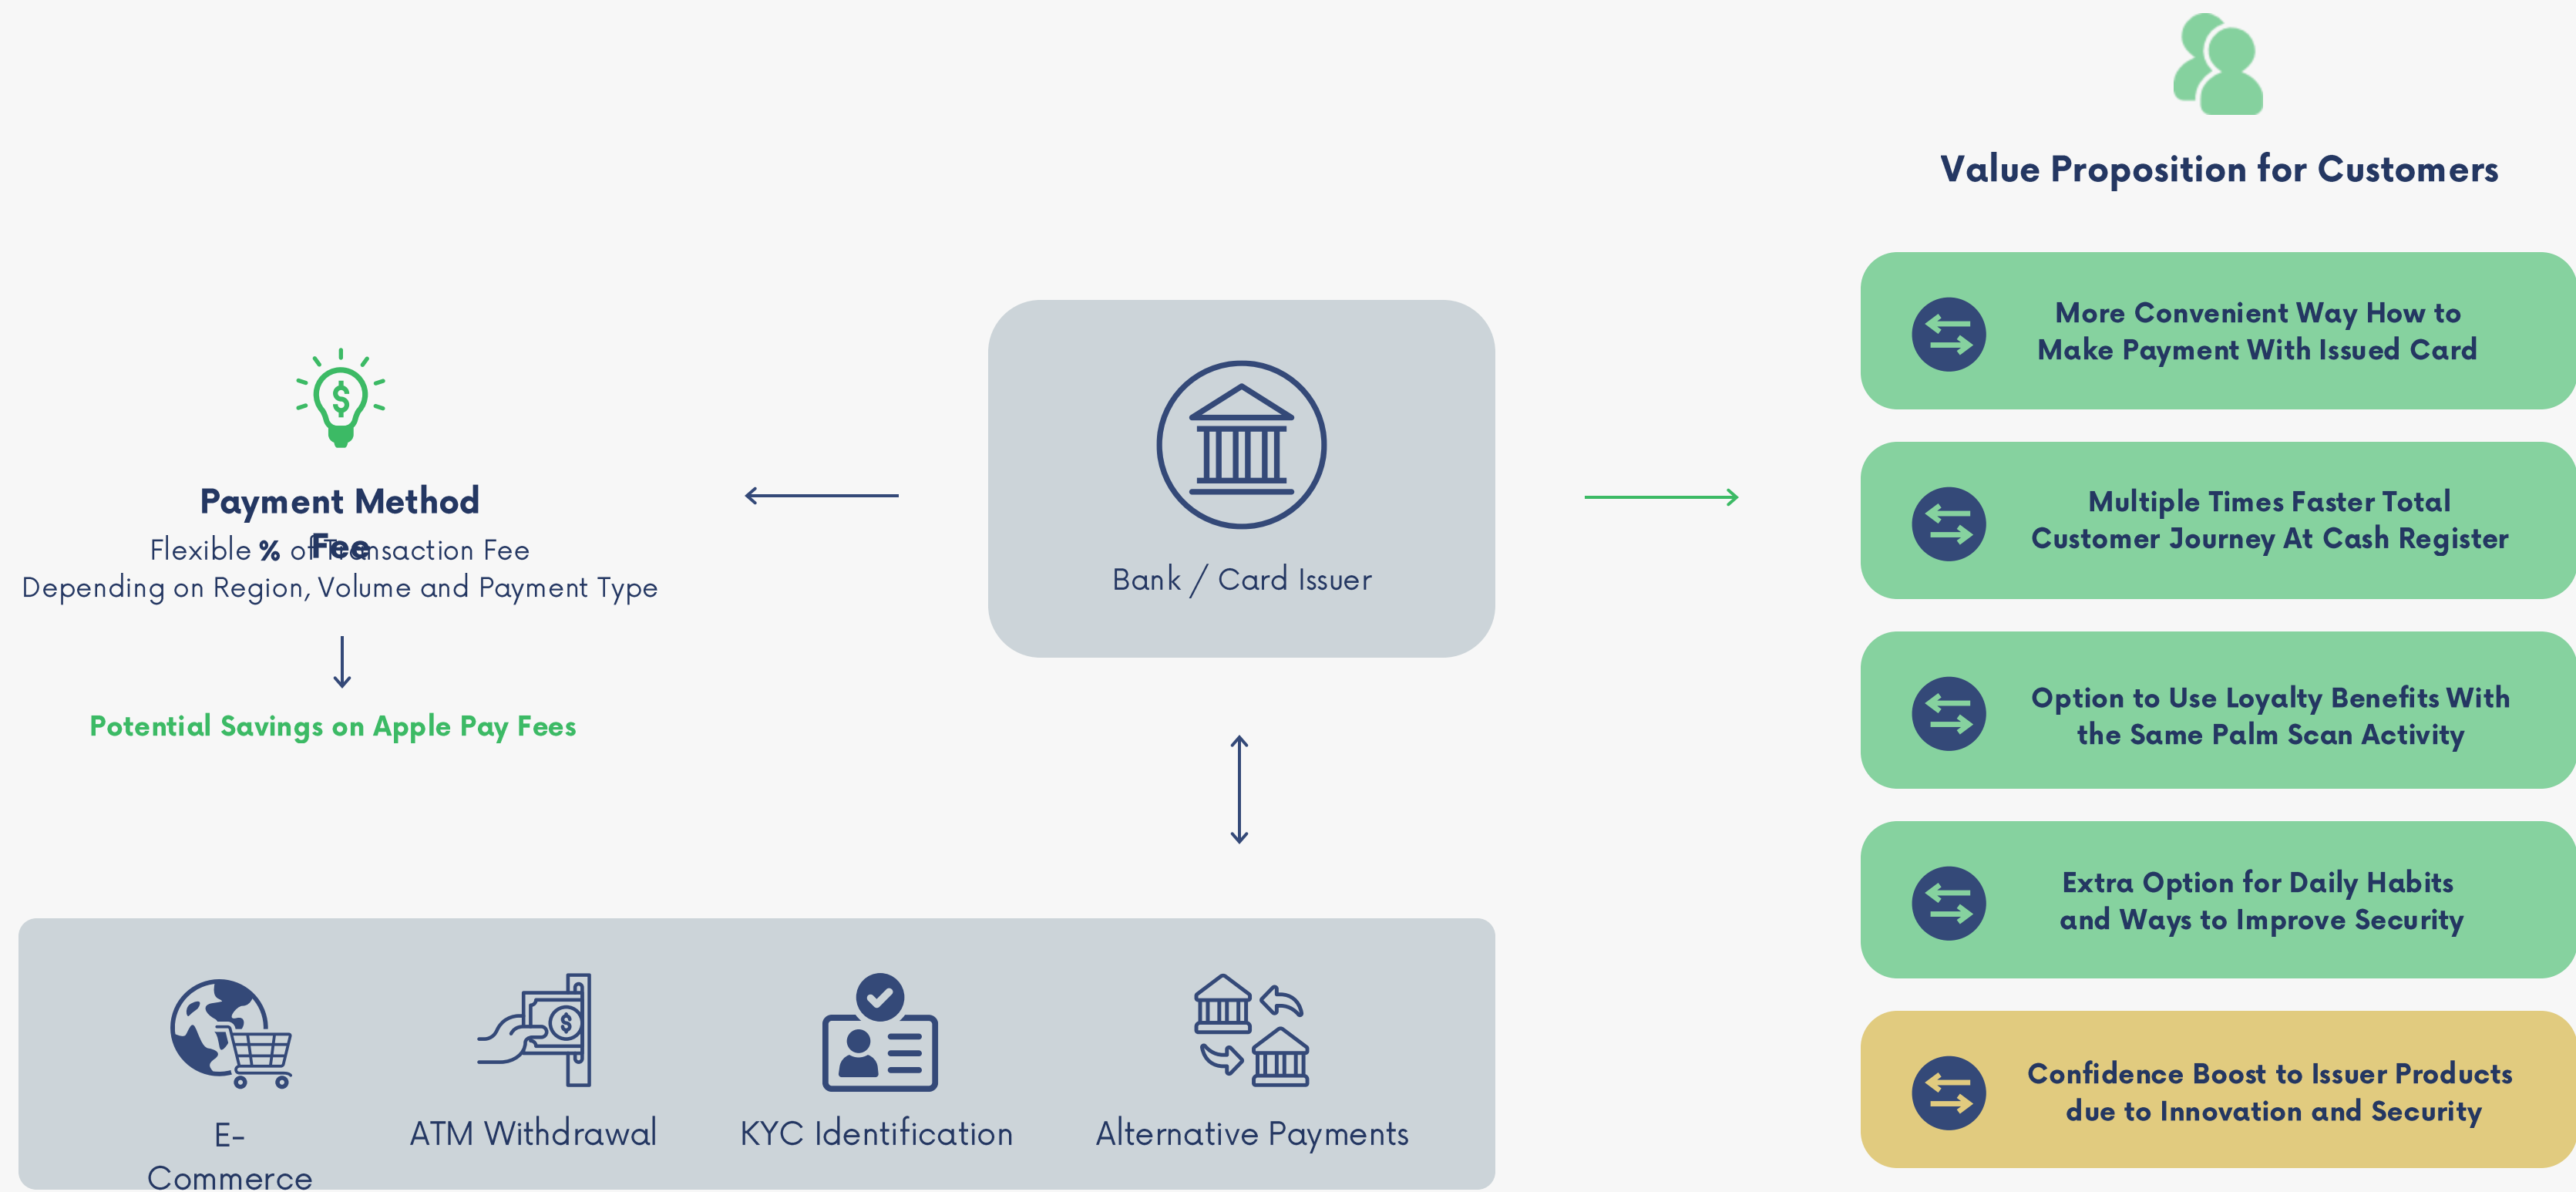 Value Proposition for Customers
More Convenient Way How to
Make Payment With Issued Card
Multiple Times Faster Total
Customer Journey At Cash Register
Option to Use Loyalty Benefits With
the Same Palm Scan Activity
Extra Option for Daily Habits
and Ways to Improve Security
Confidence Boost to Issuer Products
due to Innovation and Security
Bank / Card Issuer
$
Payment Method
Fee
Flexible % of Transaction Fee
Depending on Region, Volume and Payment Type
Potential Savings on Apple Pay Fees
E-
Commerce
$
ATM Withdrawal
KYC Identification
Alternative Payments